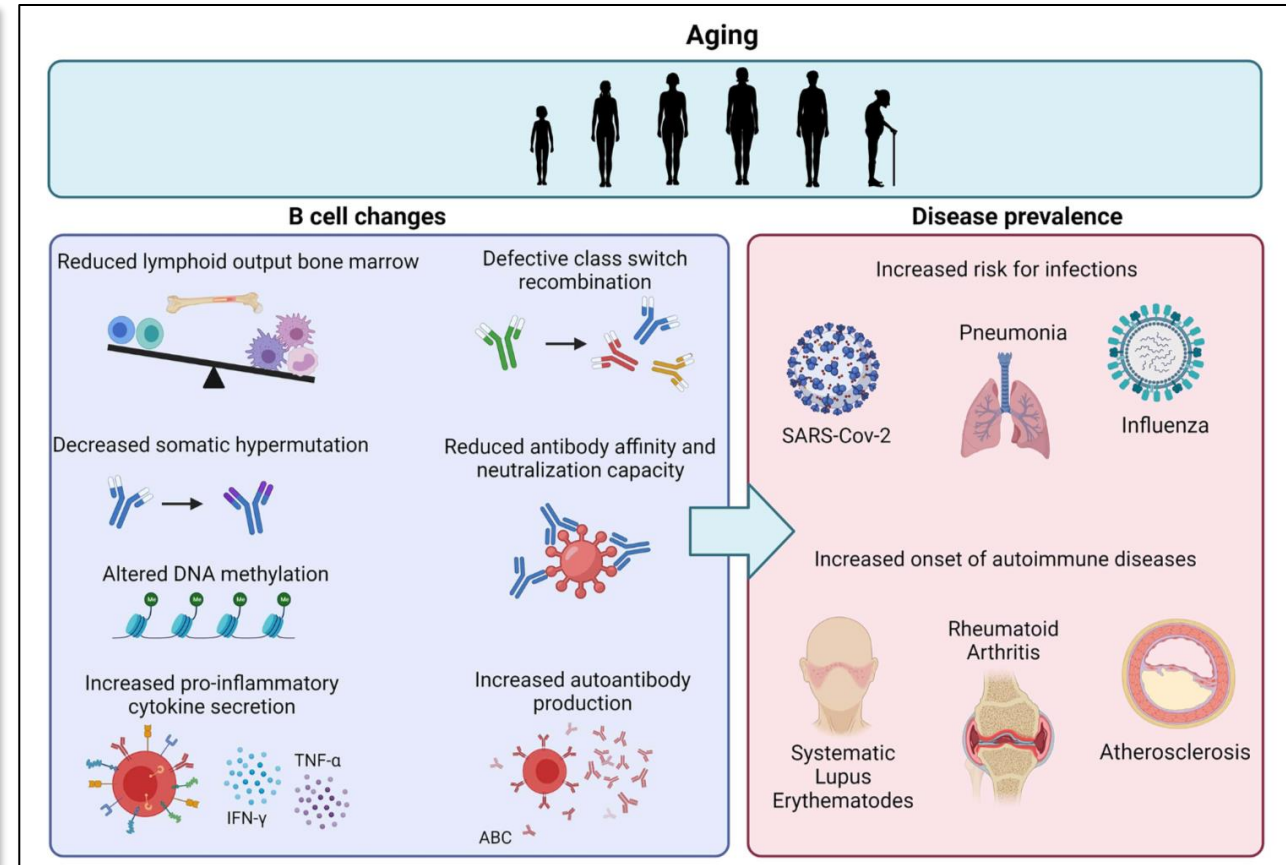 Aging
B cell changes
Reduced lymphoid output bone marrow
Defective class switch
recombination
Decreased somatic hypermutation
Reduced antibody affinity and
neutralization capacity
Altered DNA methylation
Me
Me
Me
Me
Increased pro-inflammatory
cytokine secretion
TNF-α
IFN-γ
Increased autoantibody
production
ABC
Disease prevalence
Increased risk for infections
SARS-Cov-2
Pneumonia
Influenza
Increased onset of autoimmune diseases
Systematic
Lupus
Erythematodes
Rheumatoid
Arthritis
Atherosclerosis